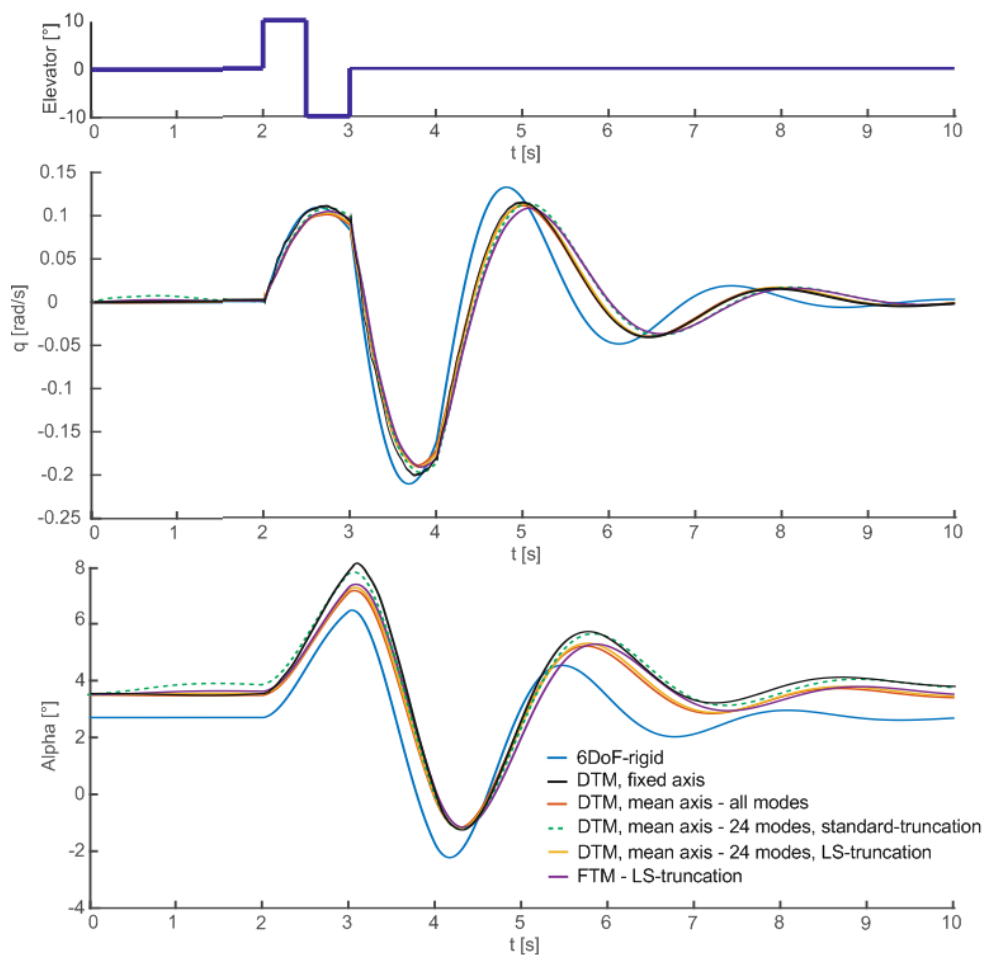 Elevator [°]
10
0
-10
0 1 2 3 4 5 6 7 8 9 10
t [s]
q [rad/s]
0.15
0.1
0.05
0
-0.05
-0.1
-0.15
-0.2
-0.25
0 1 2 3 4 5 6 7 8 9 10
t [s]
Alpha [°]
8
6
4
2
0
-2
-4
6DoF-rigid
DTM, fixed axis
DTM, mean axis - all modes
DTM, mean axis - 24 modes, standard-truncation
DTM, mean axis - 24 modes, LS-truncation
FTM - LS-truncation
0 1 2 3 4 5 6 7 8 9 10
t [s]